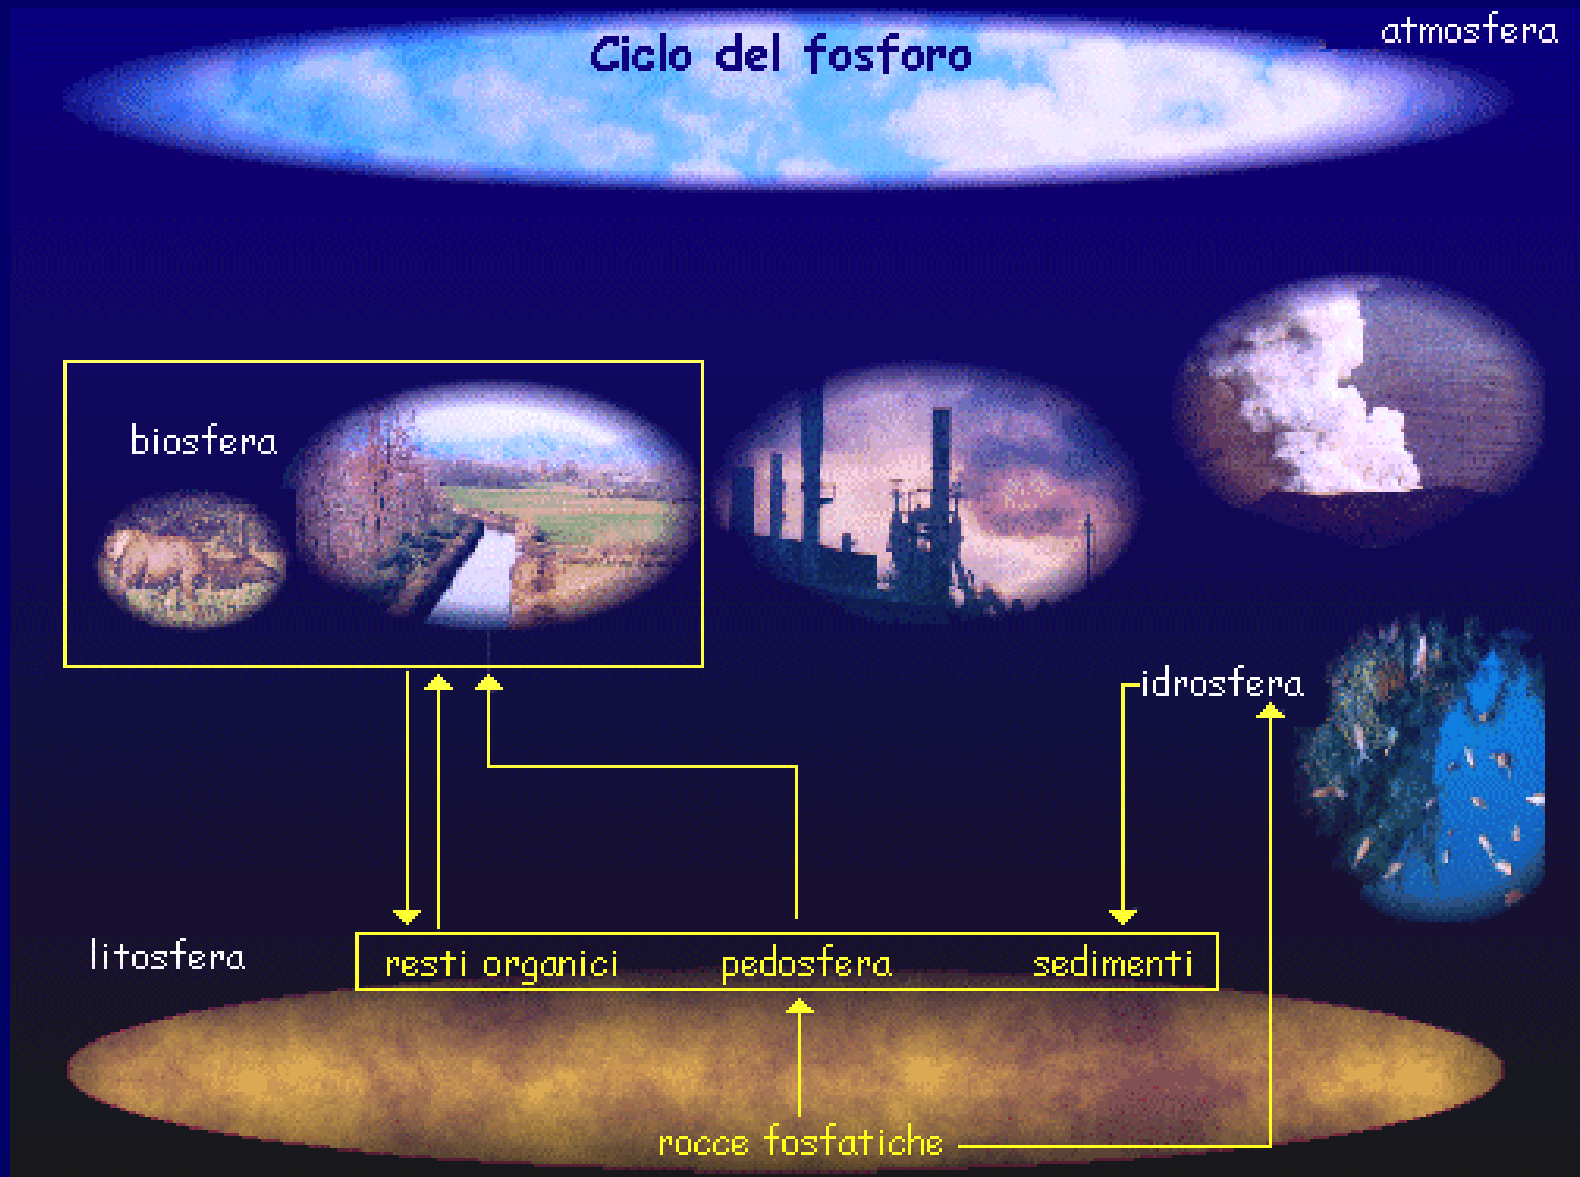 Ciclo del fosforo
atmosfera
biosfera
idrosfera
litosfera
resti organici
pedosfera
sedimenti
rocce fosfatiche